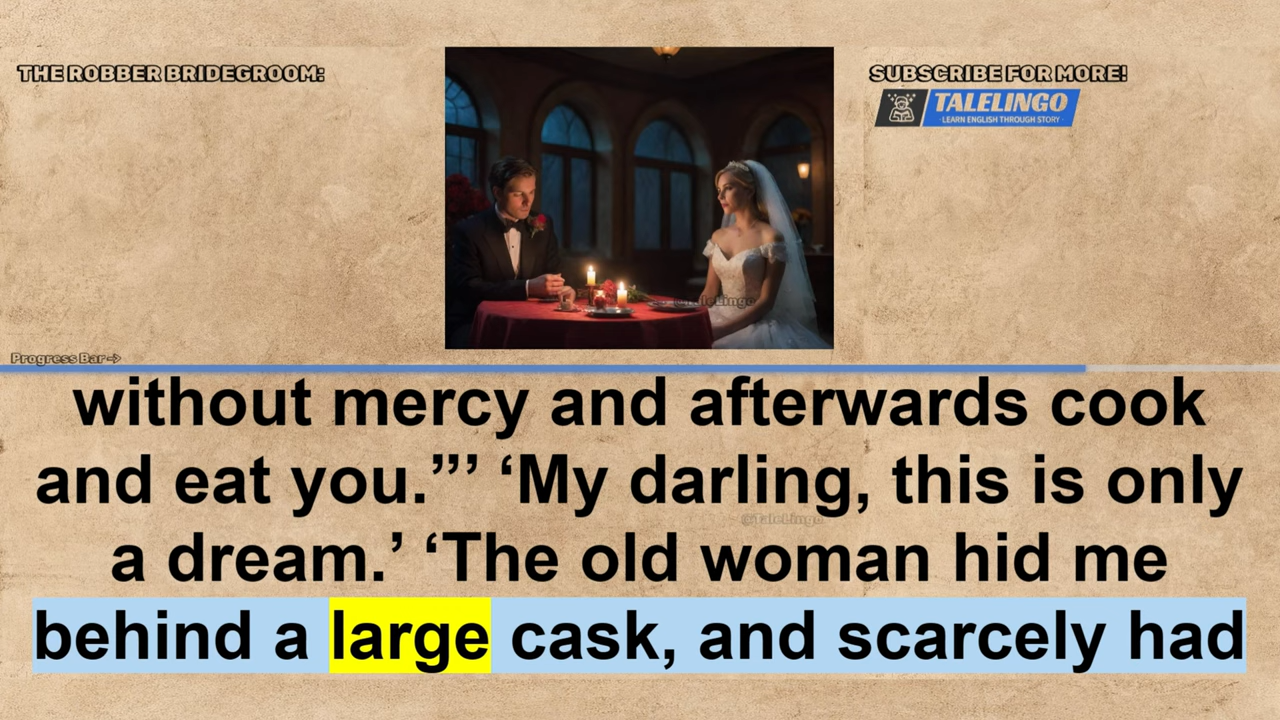 THE ROBBER BRIDEGROOM:
SUBSCRIBE FOR MORE!
TALELINGO
·LEARN ENGLISH THROUGH STORY·
@TaleLingo
Progress Bar->
without mercy and afterwards cook
and eat you.”’ ‘My darling, this is only
@TaleLingo
a dream.’ ‘The old woman hid me
behind a large cask, and scarcely had